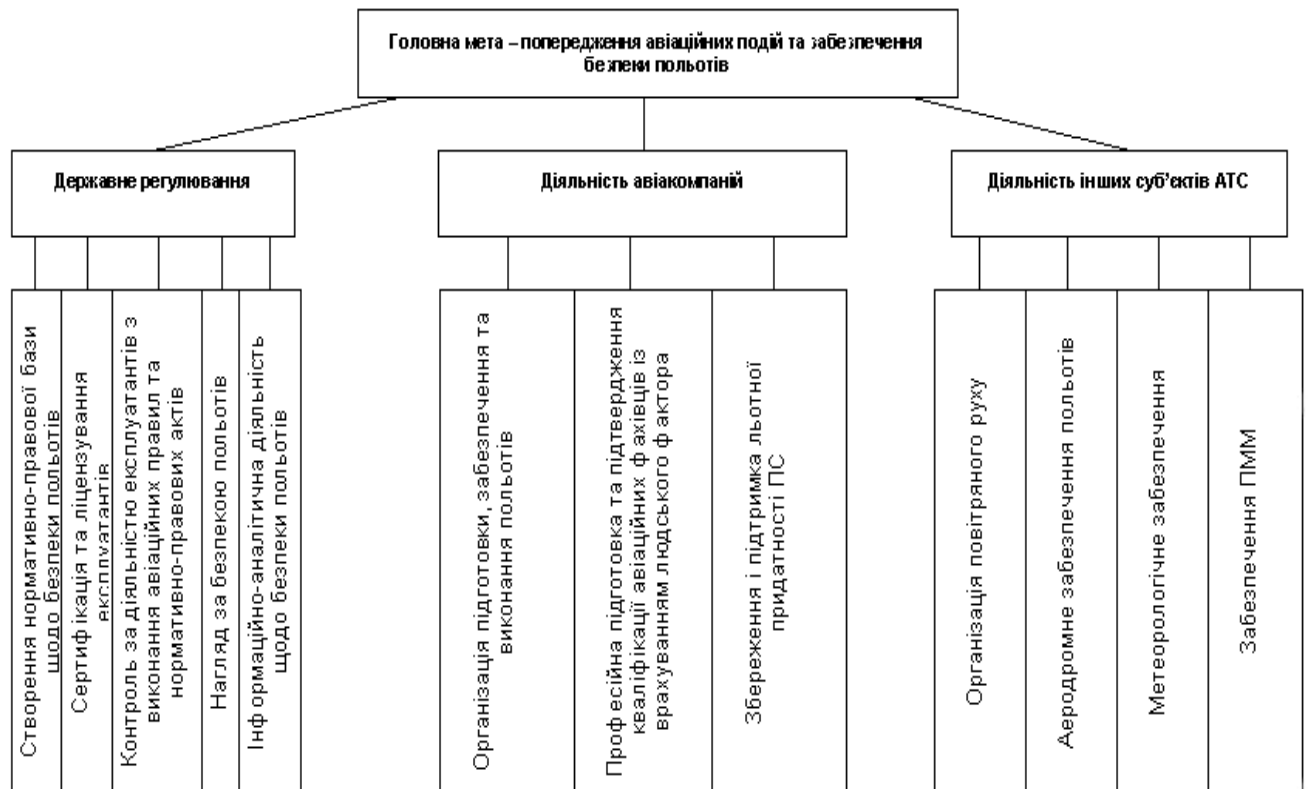 Головна мета – попередження авіаційних подій та забезпечення
безпеки польотів
Державне регулювання
Діяльність авіакомпаній
Діяльність інших суб'єктів АТС
Створення нормативно-правової бази
щодо безпеки польотів
Сертифікація та ліцензування
експлуатантів
Контроль за діяльністю експлуатантів з
виконання авіаційних правил та
нормативно-правових актів
Нагляд за безпекою польотів
Інформаційно-аналітична діяльність
щодо безпеки польотів
Організація підготовки, забезпечення та
виконання польотів
Професійна підготовка та підтвердження
кваліфікації авіаційних фахівців із
врахуванням людського фактора
Збереження і підтримка льотної
придатності ПС
Організація повітряного руху
Аеродромне забезпечення польотів
Метеорологічне забезпечення
Забезпечення ПММ